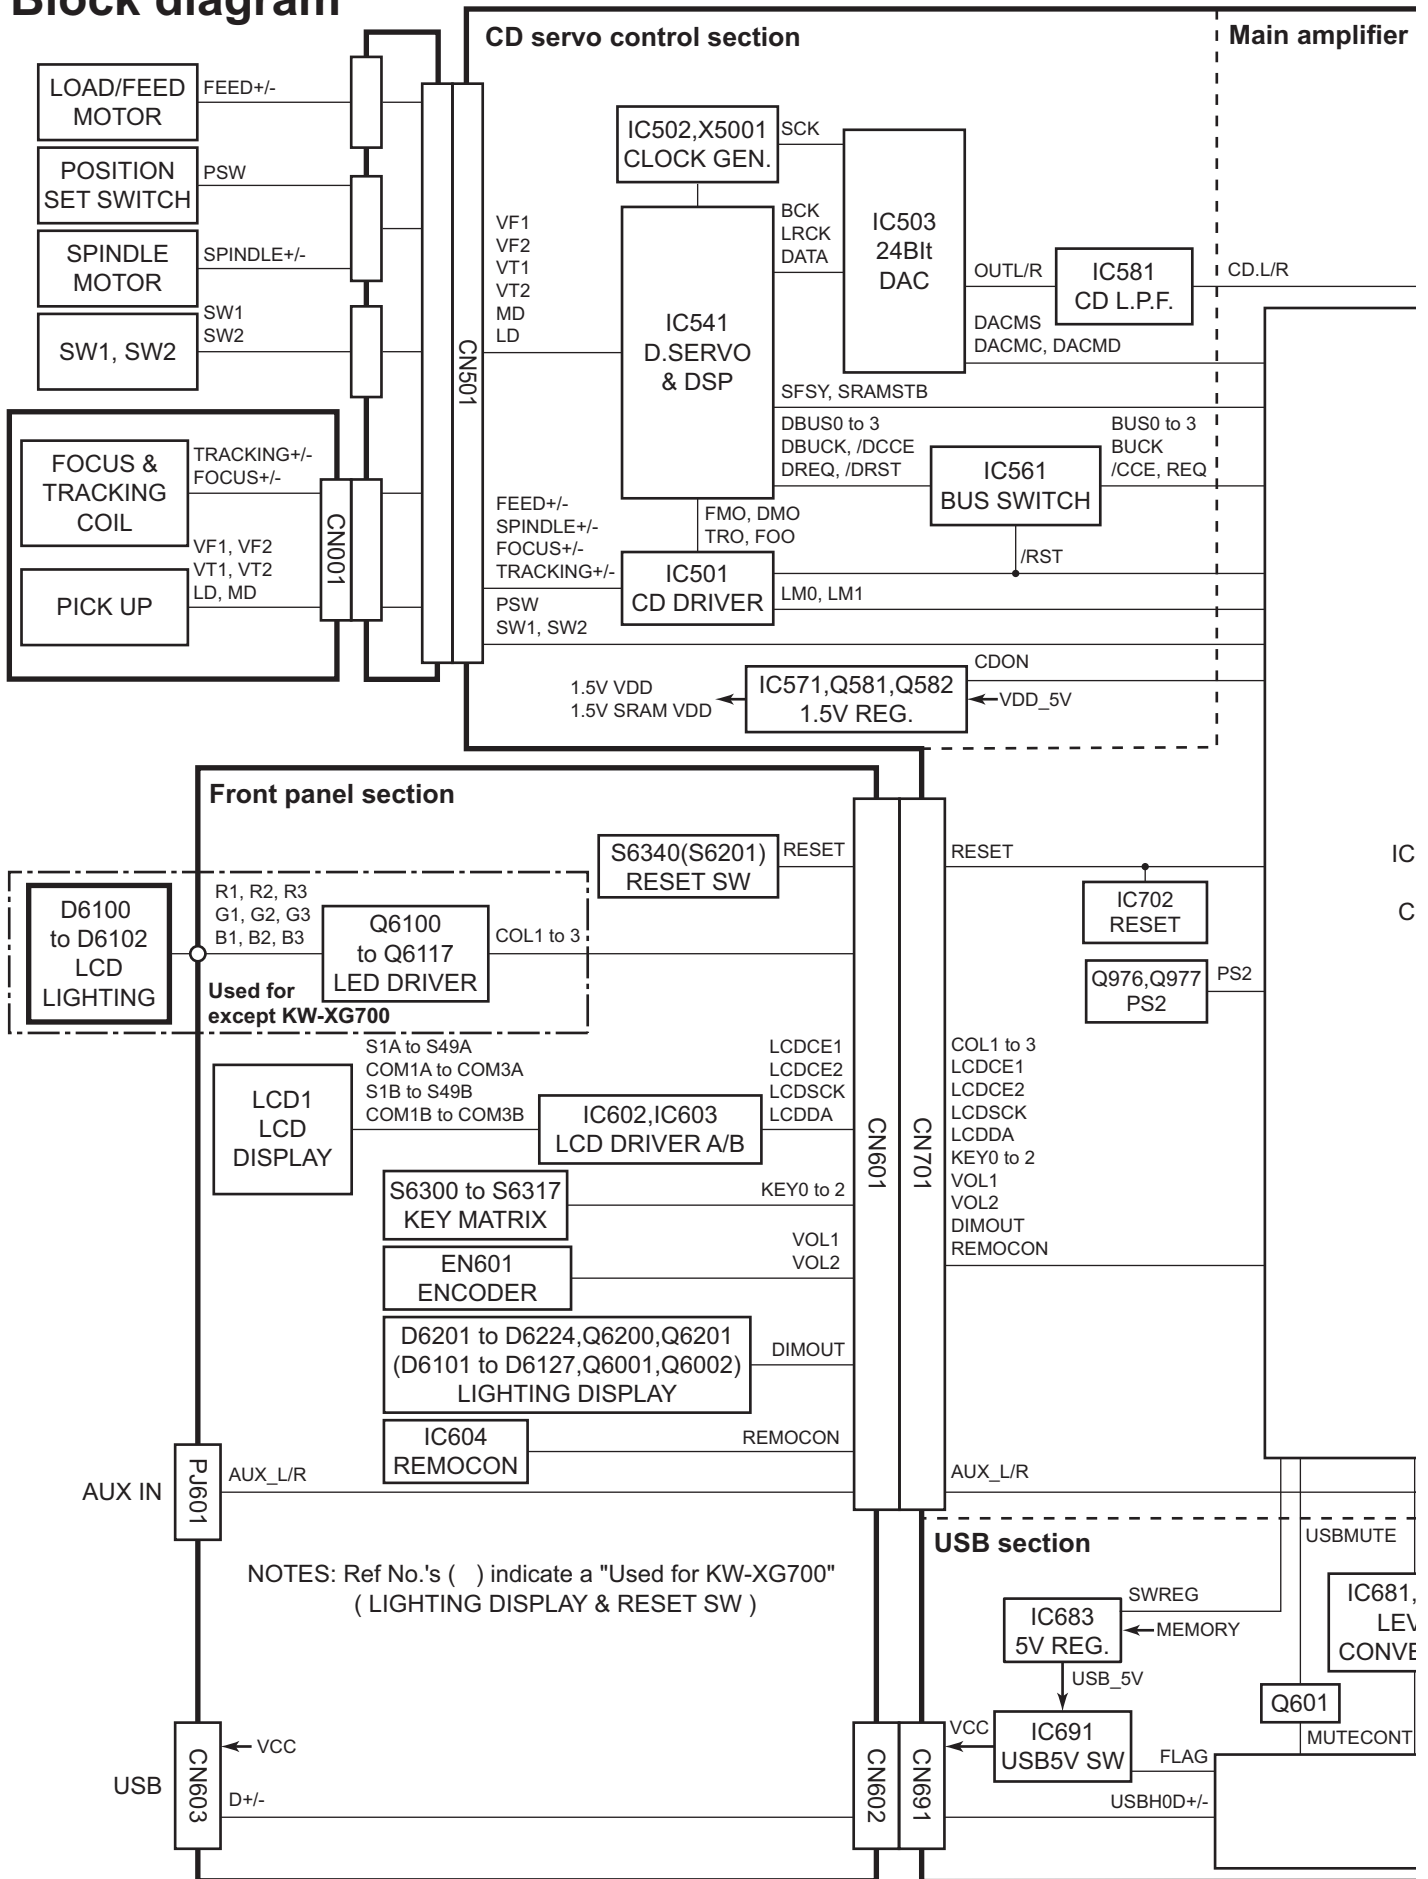 Block diagram
CD servo control section
Main amplifier
LOAD/FEED
MOTOR
FEED+/-
POSITION
SET SWITCH
PSW
SPINDLE
MOTOR
SPINDLE+/-
SW1, SW2
SW1
SW2
FOCUS &
TRACKING
COIL
TRACKING+/-
FOCUS+/-
PICK UP
VF1, VF2
VT1, VT2
LD, MD
CN001
CN501
VF1
VF2
VT1
VT2
MD
LD
FEED+/-
SPINDLE+/-
FOCUS+/-
TRACKING+/-
PSW
SW1, SW2
IC502,X5001
CLOCK GEN.
SCK
IC541
D.SERVO
& DSP
BCK
LRCK
DATA
IC503
24BIt
DAC
OUTL/R
IC581
CD L.P.F.
CD.L/R
DACMS
DACMC, DACMD
SFSY, SRAMSTB
DBUS0 to 3
DBUCK, /DCCE
DREQ, /DRST
IC561
BUS SWITCH
BUS0 to 3
BUCK
/CCE, REQ
FMO, DMO
TRO, FOO
/RST
IC501
CD DRIVER
LM0, LM1
CDON
1.5V VDD
1.5V SRAM VDD
IC571,Q581,Q582
1.5V REG.
VDD_5V
Front panel section
S6340(S6201)
RESET SW
RESET
RESET
IC702
RESET
IC
C
D6100
to D6102
LCD
LIGHTING
R1, R2, R3
G1, G2, G3
B1, B2, B3
Q6100
to Q6117
LED DRIVER
COL1 to 3
Used for
except KW-XG700
Q976,Q977
PS2
PS2
LCD1
LCD
DISPLAY
S1A to S49A
COM1A to COM3A
S1B to S49B
COM1B to COM3B
IC602,IC603
LCD DRIVER A/B
LCDCE1
LCDCE2
LCDSCK
LCDDA
CN601
CN701
COL1 to 3
LCDCE1
LCDCE2
LCDSCK
LCDDA
KEY0 to 2
VOL1
VOL2
DIMOUT
REMOCON
S6300 to S6317
KEY MATRIX
KEY0 to 2
EN601
ENCODER
VOL1
VOL2
D6201 to D6224,Q6200,Q6201
(D6101 to D6127,Q6001,Q6002)
LIGHTING DISPLAY
DIMOUT
IC604
REMOCON
REMOCON
AUX IN
PJ601
AUX_L/R
AUX_L/R
NOTES: Ref No.'s ( ) indicate a "Used for KW-XG700"
( LIGHTING DISPLAY & RESET SW )
USB section
USBMUTE
SWREG
IC683
5V REG.
MEMORY
IC681,
LEV
CONVE
USB_5V
Q601
VCC
IC691
USB5V SW
MUTECONT
FLAG
USBH0D+/-
USB
CN603
VCC
D+/-
CN602
CN691